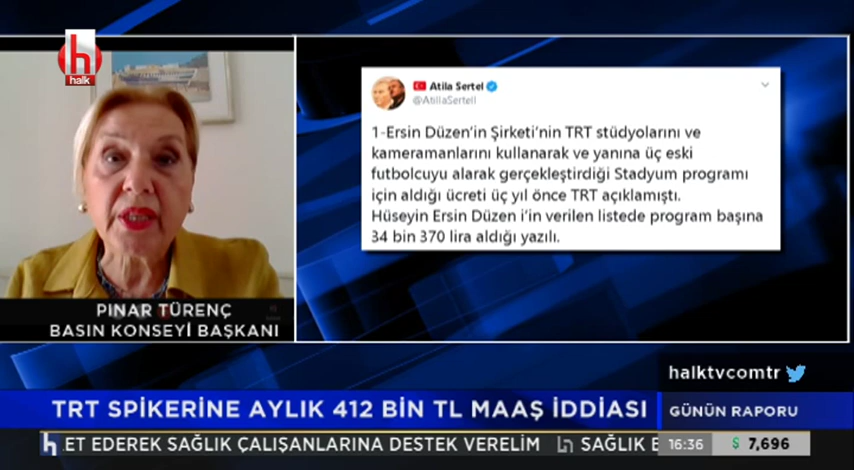 halk
Atila Sertel
@AtilaSertell
1-Ersin Düzen'in Şirketi'nin TRT stüdyolarını ve
kameramanlarını kullanarak ve yanına üç eski
futbolcuyu alarak gerçekleştirdiği Stadyum programı
için aldığı ücreti üç yıl önce TRT açıklamıştı.
Hüseyin Ersin Düzen i'in verilen listede program başına
34 bin 370 lira aldığı yazılı.
PINAR TÜRENÇ
BASIN KONSEYİ BAŞKANI
halktvcomtr
TRT SPİKERİNE AYLIK 412 BİN TL MAAŞ İDDİASI
GÜNÜN RAPORU
ET EDEREK SAĞLIK ÇALIŞANLARINA DESTEK VERELİM h SAĞLIK E
16:36 $ 7,696